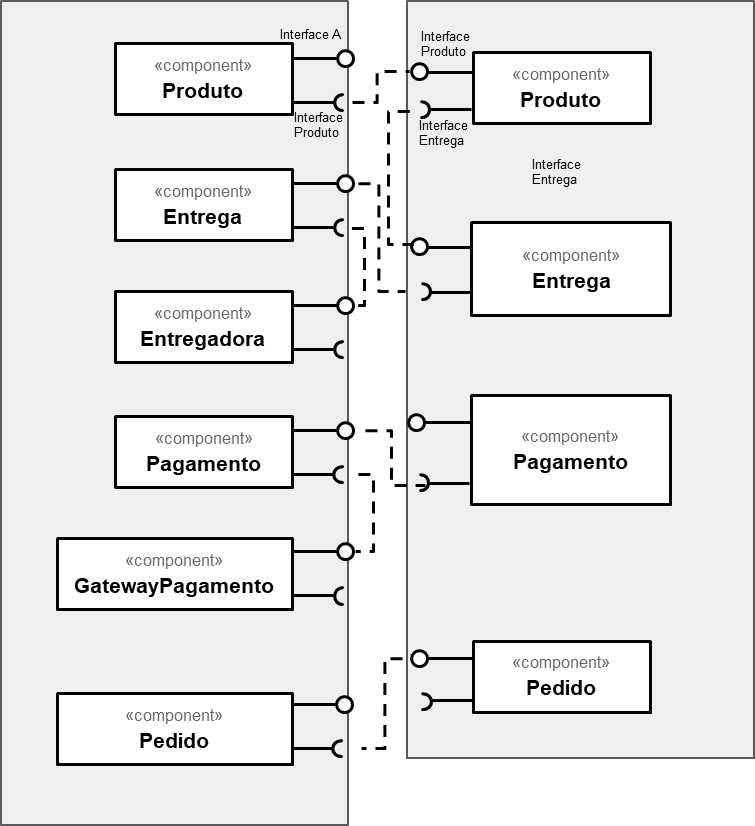 Interface A
«component»
Produto
Interface
Produto
«component»
Entrega
«component»
Entregadora
«component»
Pagamento
«component»
GatewayPagamento
«component»
Pedido
Interface
Produto
«component»
Produto
Interface
Entrega
Interface
Entrega
«component»
Entrega
«component»
Pagamento
«component»
Pedido